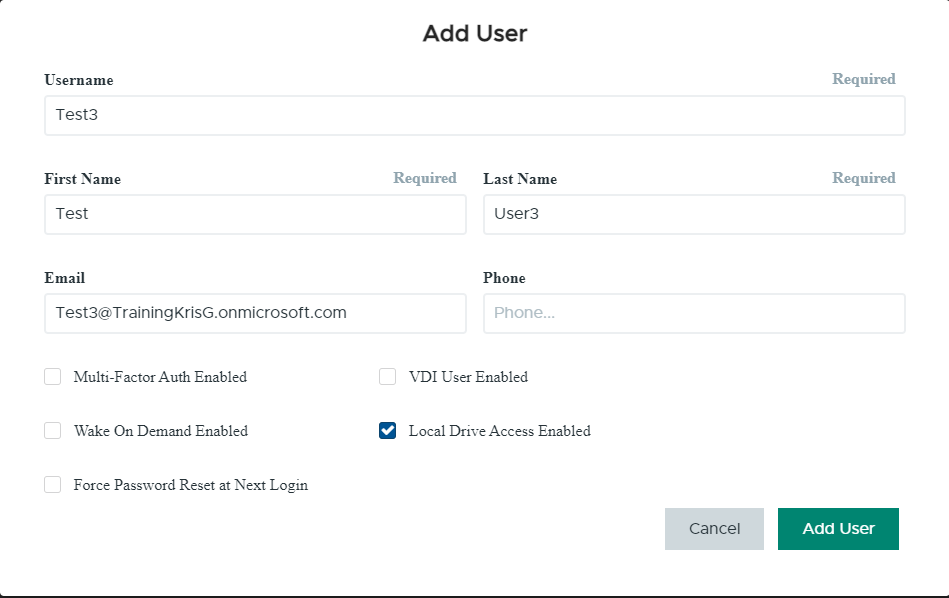 Add User
Username Required
Test3
First Name Required Last Name Required
Test User3
Email Phone
Test3@TrainingKrisG.onmicrosoft.com Phone...
Multi-Factor Auth Enabled VDI User Enabled
Wake On Demand Enabled Local Drive Access Enabled
Force Password Reset at Next Login
Cancel Add User